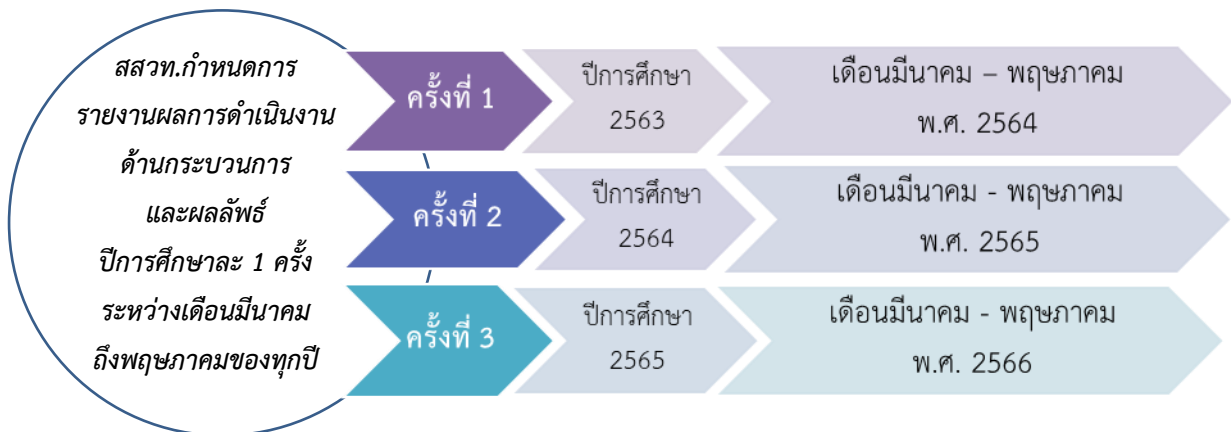 สสวท.กำหนดการ
รายงานผลการดำเนินงาน
ด้านกระบวนการ
และผลลัพธ์
ปีการศึกษาละ 1 ครั้ง
ระหว่างเดือนมีนาคม
ถึงพฤษภาคมของทุกปี
ครั้งที่ 1
ปีการศึกษา
2563
เดือนมีนาคม – พฤษภาคม
พ.ศ. 2564
ครั้งที่ 2
ปีการศึกษา
2564
เดือนมีนาคม - พฤษภาคม
พ.ศ. 2565
ครั้งที่ 3
ปีการศึกษา
2565
เดือนมีนาคม - พฤษภาคม
พ.ศ. 2566